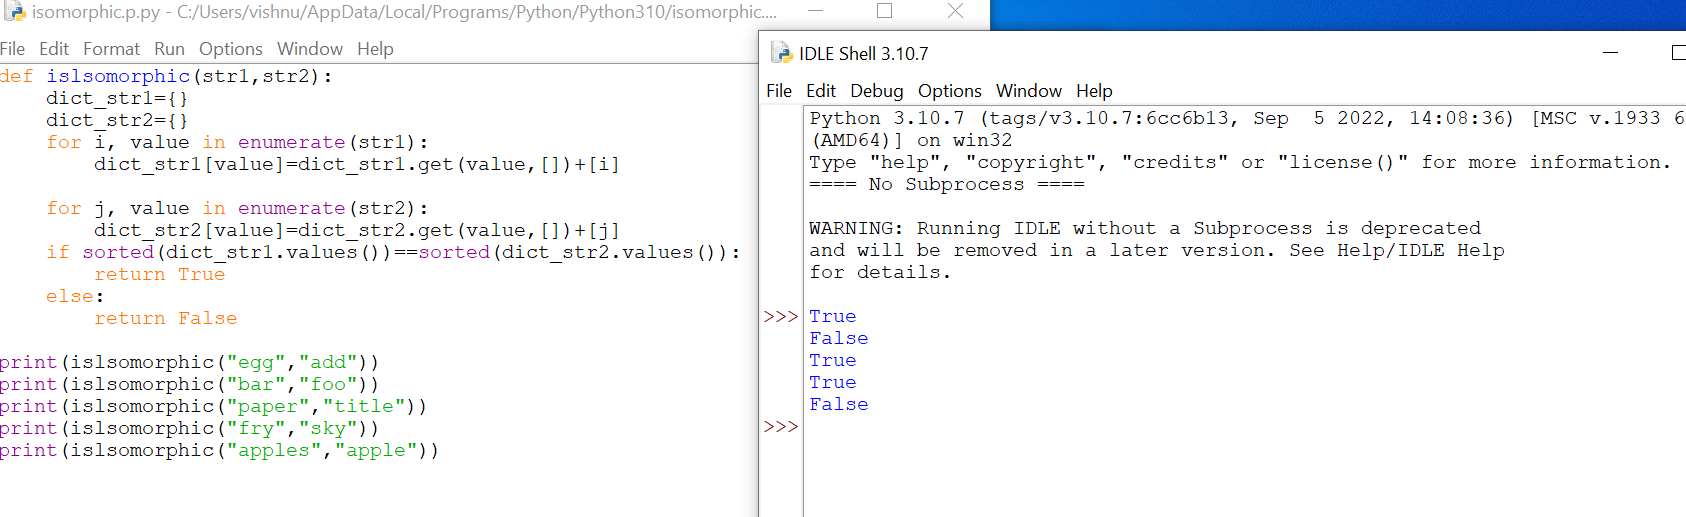 isomorphic.p.py - C:/Users/vishnu/AppData/Local/Programs/Python/Python310/isomorphic....
File Edit Format Run Options Window Help
def islsomorphic(str1,str2):
    dict_str1={}
    dict_str2={}
    for i, value in enumerate(str1):
        dict_str1[value]=dict_str1.get(value,[])+[i]
    for j, value in enumerate(str2):
        dict_str2[value]=dict_str2.get(value,[])+[j]
    if sorted(dict_str1.values())==sorted(dict_str2.values()):
        return True
    else:
        return False
print(islsomorphic("egg","add"))
print(islsomorphic("bar","foo"))
print(islsomorphic("paper","title"))
print(islsomorphic("fry","sky"))
print(islsomorphic("apples","apple"))
IDLE Shell 3.10.7
File Edit Debug Options Window Help
Python 3.10.7 (tags/v3.10.7:6cc6b13, Sep  5 2022, 14:08:36) [MSC v.1933 6
(AMD64)] on win32
Type "help", "copyright", "credits" or "license()" for more information.
==== No Subprocess ====
WARNING: Running IDLE without a Subprocess is deprecated
and will be removed in a later version. See Help/IDLE Help
for details.
>>> True
False
True
True
False
>>>